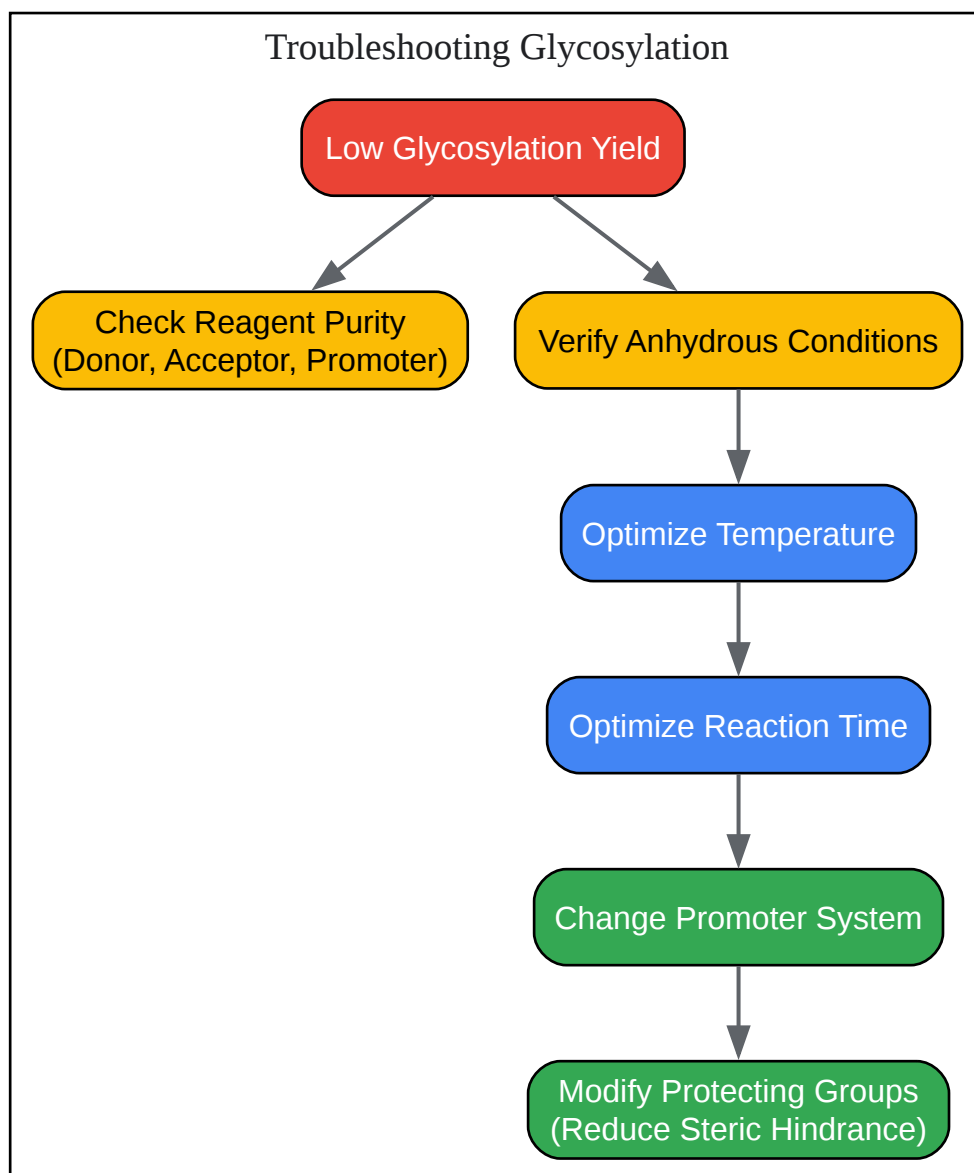 Troubleshooting Glycosylation
Low Glycosylation Yield
Check Reagent Purity
(Donor, Acceptor, Promoter)
Verify Anhydrous Conditions
Optimize Temperature
Optimize Reaction Time
Change Promoter System
Modify Protecting Groups
(Reduce Steric Hindrance)